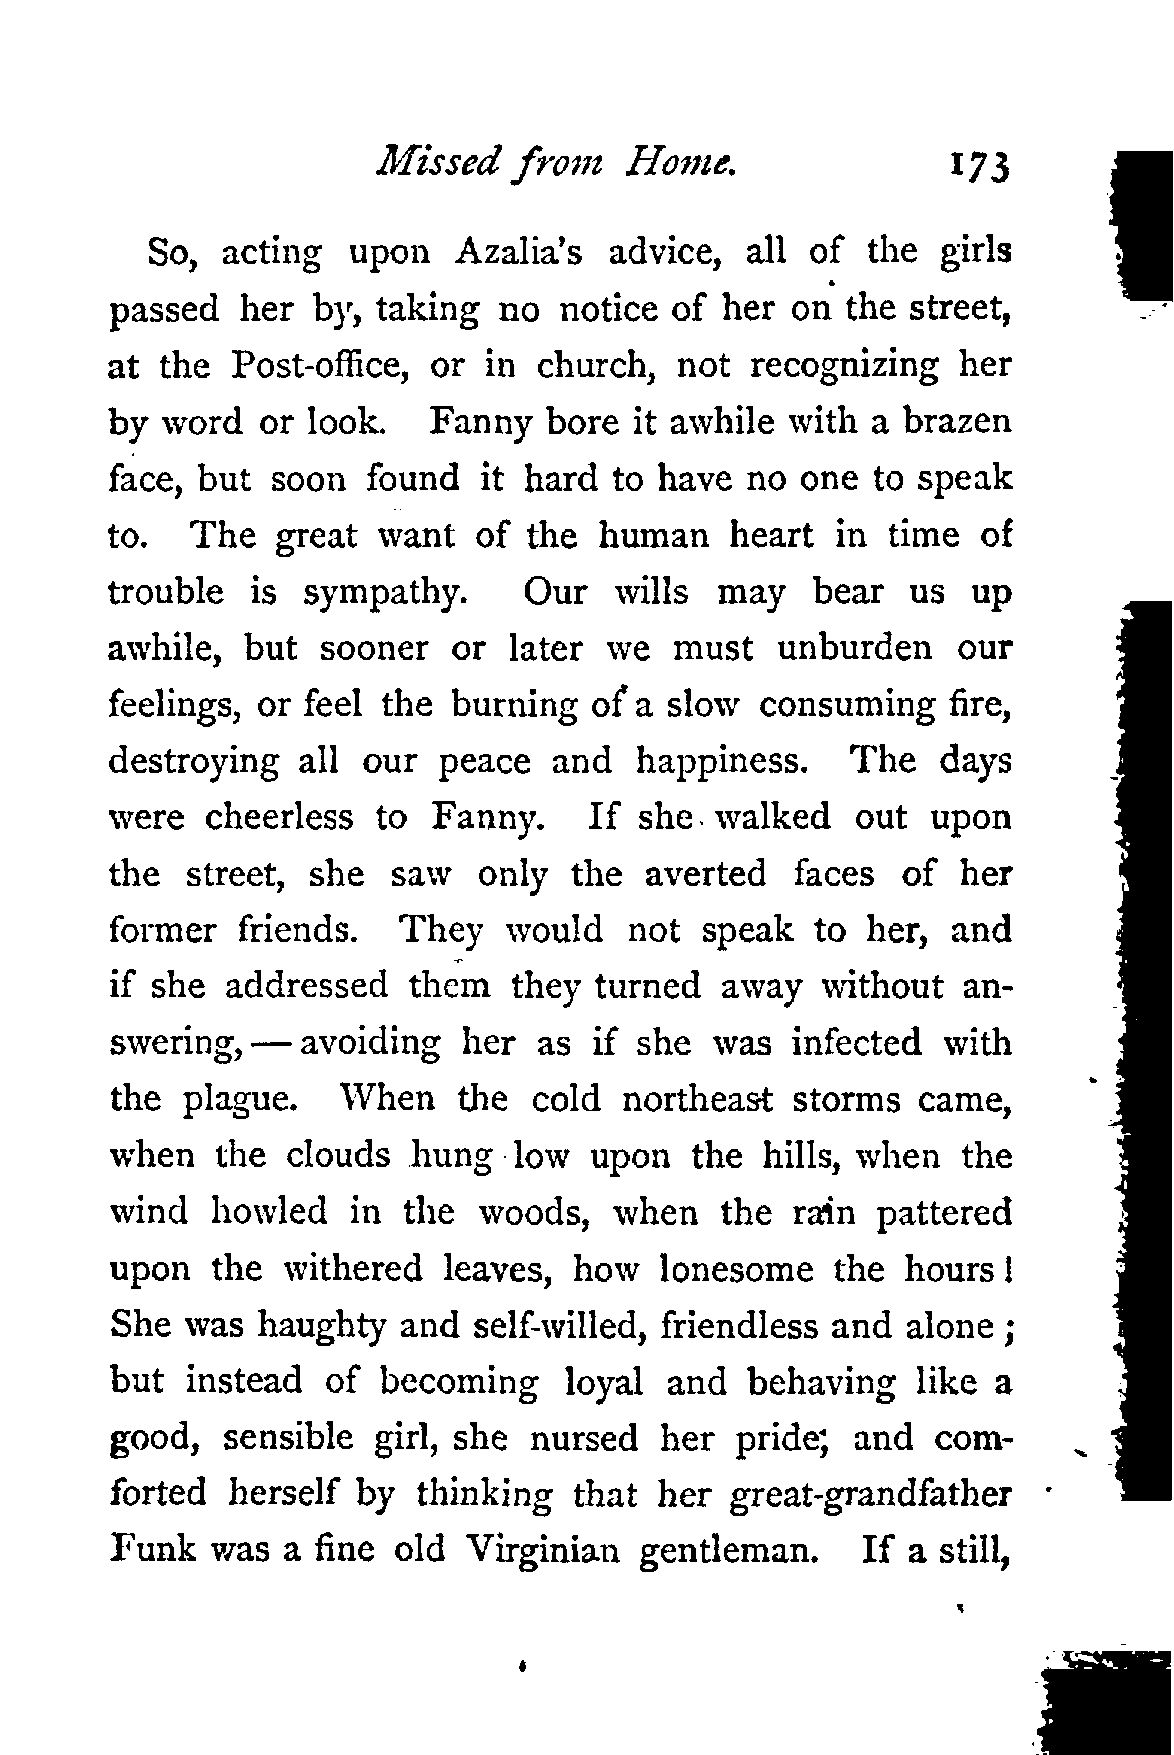 Missed from Home. 173
So, acting upon Azalia's advice, all of the girls
passed her by, taking no notice of her on the street,
at the Post-office, or in church, not recognizing her
by word or look. Fanny bore it awhile with a brazen
face, but soon found it hard to have no one to speak
to. The great want of the human heart in time of
trouble is sympathy. Our wills may bear us up
awhile, but sooner or later we must unburden our
feelings, or feel the burning of a slow consuming fire,
destroying all our peace and happiness. The days
were cheerless to Fanny. If she walked out upon
the street, she saw only the averted faces of her
former friends. They would not speak to her, and
if she addressed them they turned away without an-
swering, — avoiding her as if she was infected with
the plague. When the cold northeast storms came,
when the clouds hung low upon the hills, when the
wind howled in the woods, when the rain pattered
upon the withered leaves, how lonesome the hours!
She was haughty and self-willed, friendless and alone;
but instead of becoming loyal and behaving like a
good, sensible girl, she nursed her pride; and com-
forted herself by thinking that her great-grandfather
Funk was a fine old Virginian gentleman. If a still,